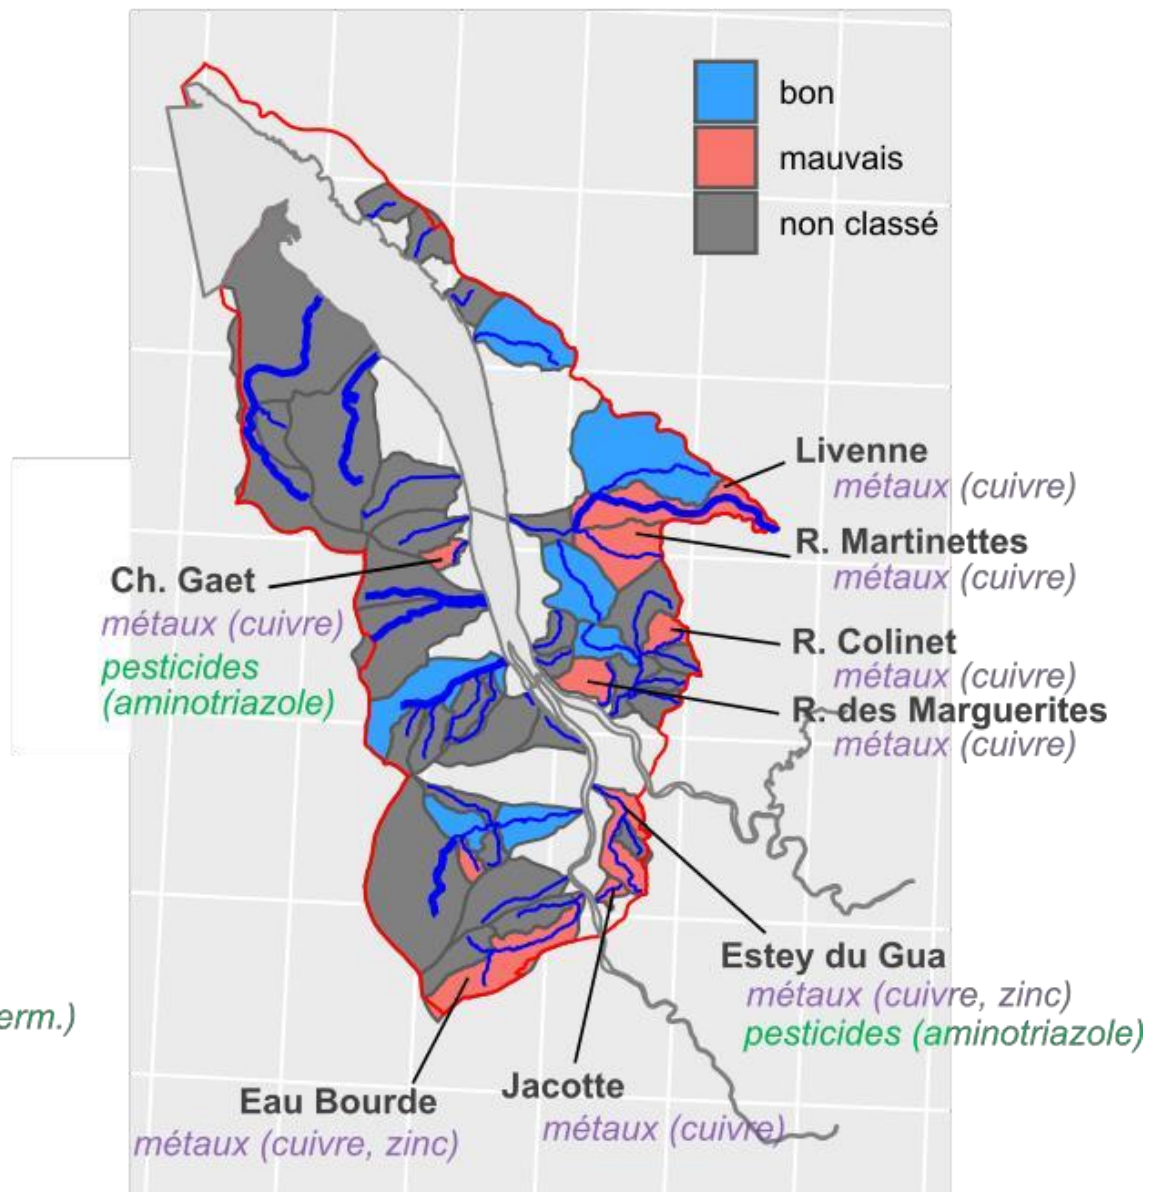 bon
mauvais
non classé
Livenne
métaux (cuivre)
R. Martinettes
métaux (cuivre)
Ch. Gaet
métaux (cuivre)
pesticides
(aminotriazole)
R. Colinet
métaux (cuivre)
R. des Marguerites
métaux (cuivre)
Estey du Gua
métaux (cuivre, zinc)
pesticides (aminotriazole)
erm.)
Jacotte
métaux (cuivre)
Eau Bourde
métaux (cuivre, zinc)